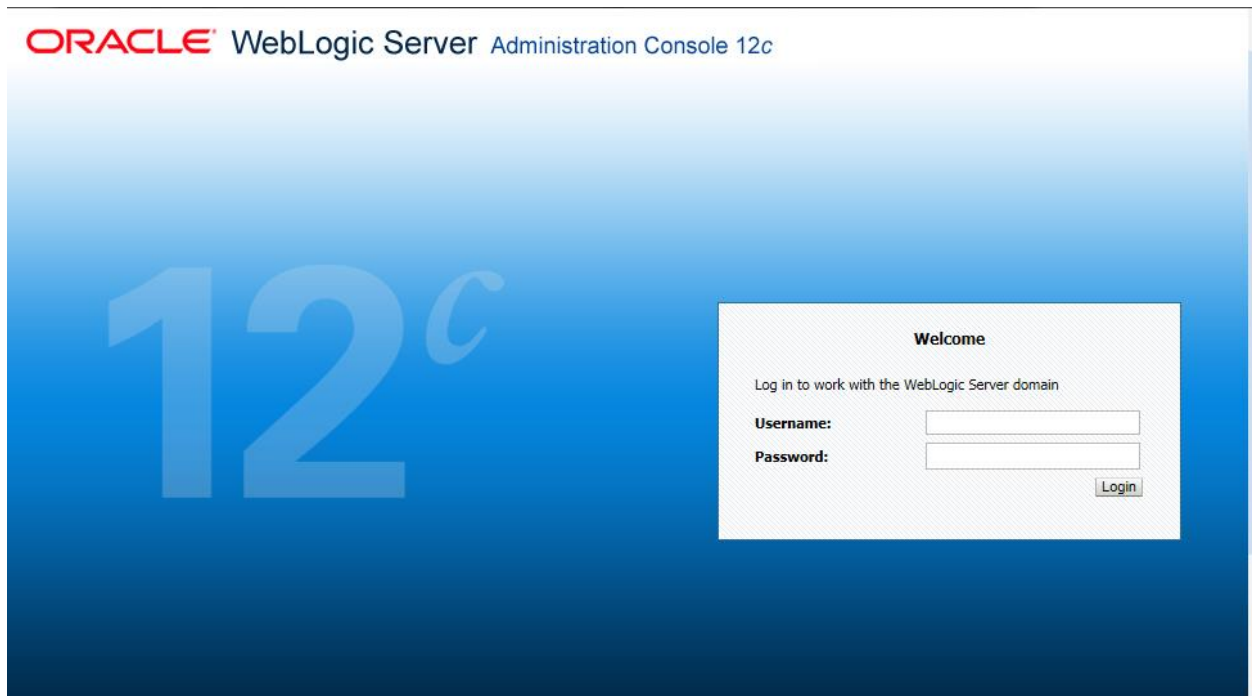 ORACLE WebLogic Server Administration Console 12c
12c
Welcome
Log in to work with the WebLogic Server domain
Username:
Password:
Login